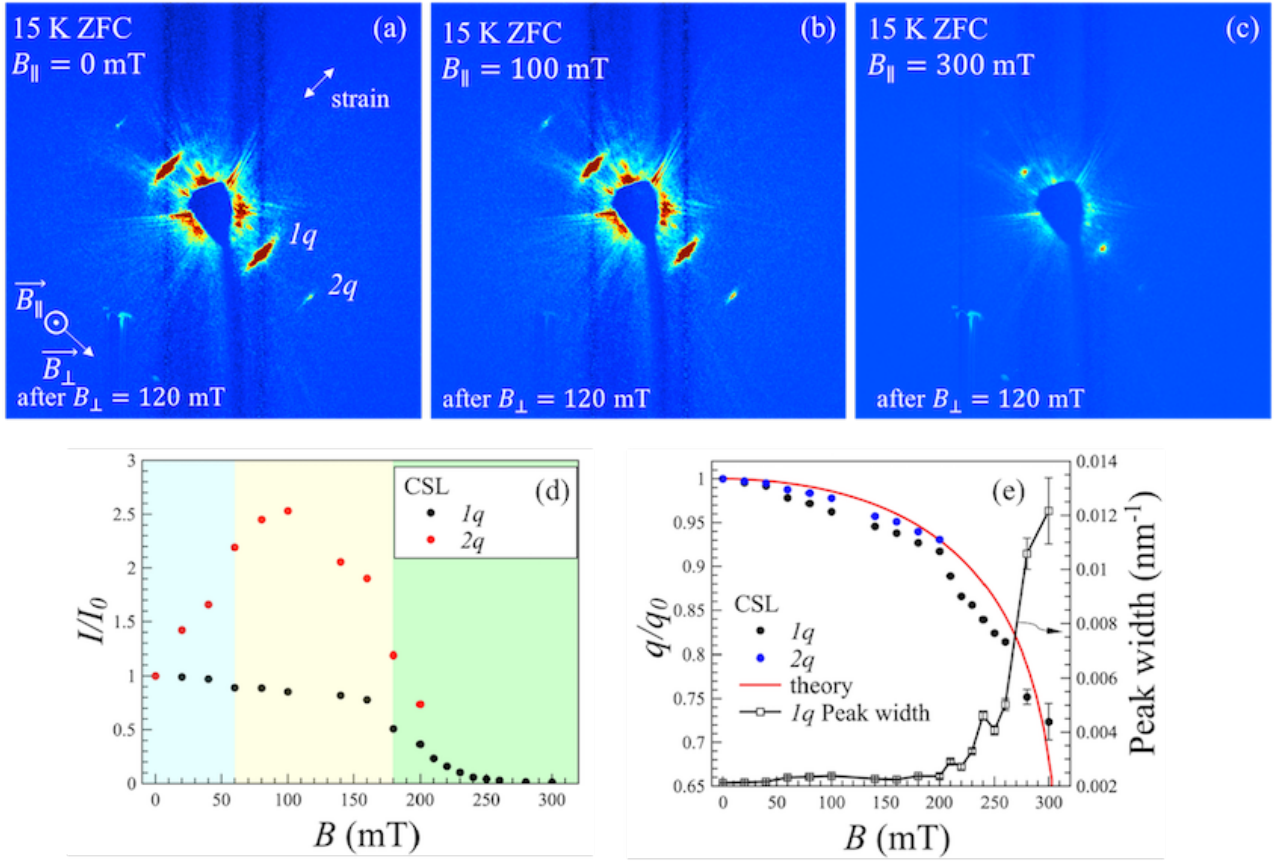 15 K ZFC
(a)
B∥ = 0 mT
strain
1q
2q
B∥
B⊥
after B⊥ = 120 mT
15 K ZFC
(b)
B∥ = 100 mT
after B⊥ = 120 mT
15 K ZFC
(c)
B∥ = 300 mT
after B⊥ = 120 mT
3
2.5
2
1.5
1
0.5
0
I/I0
CSL
1q
2q
(d)
0
50
100
150
200
250
300
B (mT)
1
0.95
0.9
0.85
0.8
0.75
0.7
0.65
q/q0
(e)
CSL
1q
2q
theory
1q Peak width
0
50
100
150
200
250
300
B (mT)
0.014
0.012
0.01
0.008
0.006
0.004
0.002
Peak width (nm⁻¹)